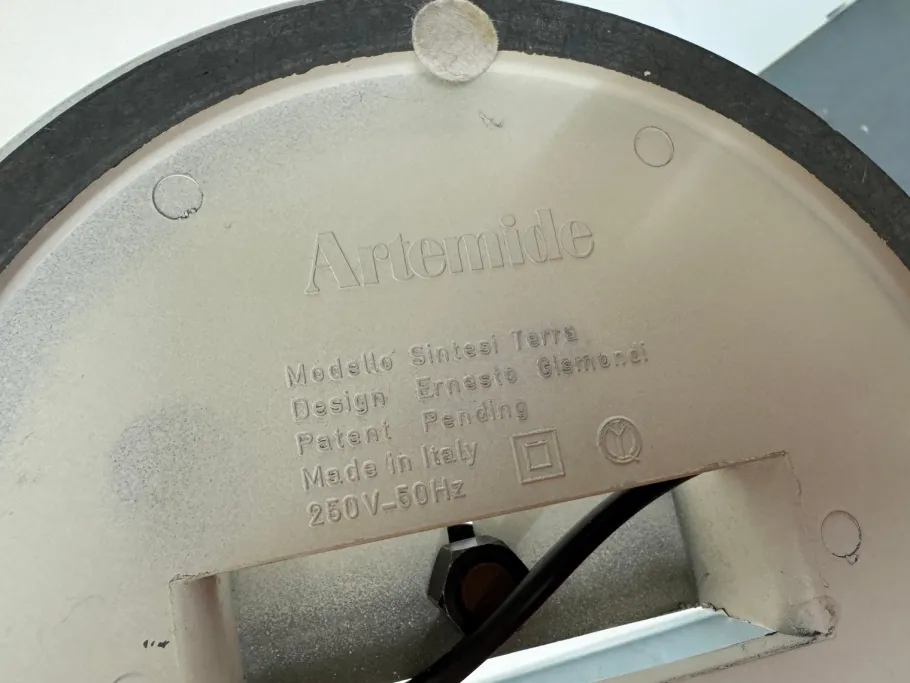 Artemide
Modello Sintesi Terra
Design Ernesto Gismondi
Patent Pending
Made in Italy
250V-50Hz